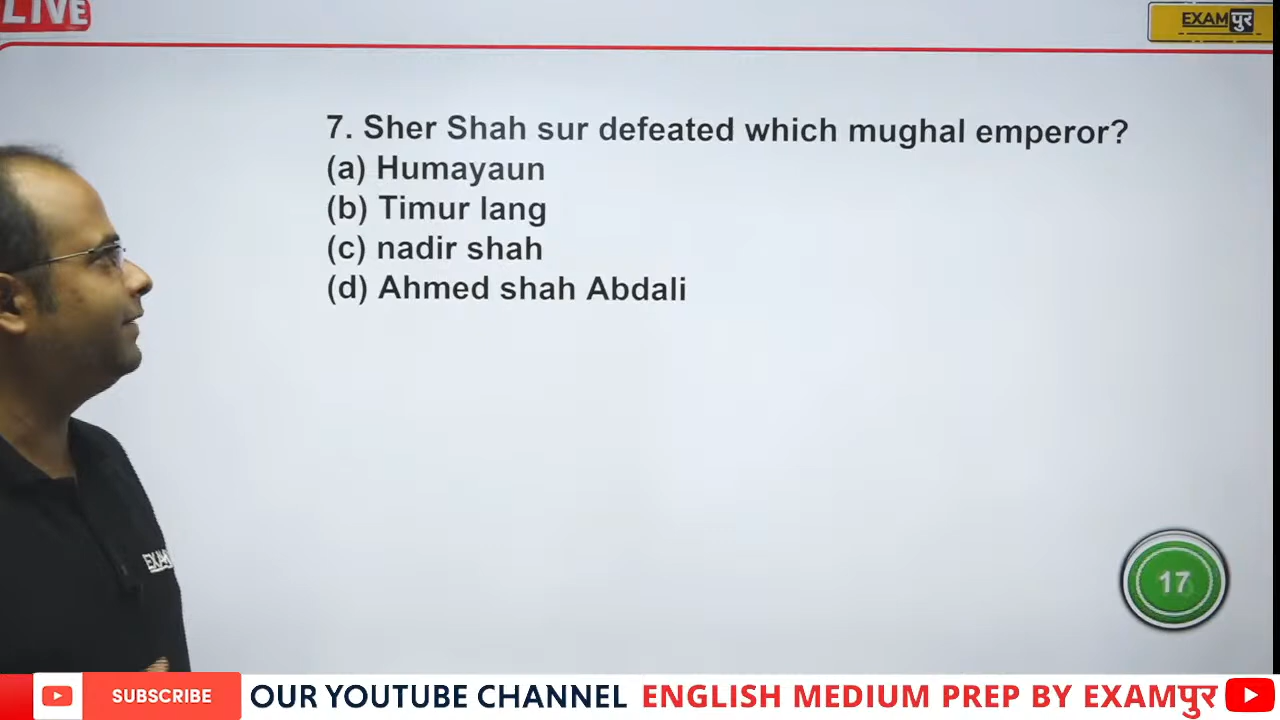 LIVE
EXAMपुर
7. Sher Shah sur defeated which mughal emperor?
(a) Humayaun
(b) Timur lang
(c) nadir shah
(d) Ahmed shah Abdali
EXAM
17
SUBSCRIBE OUR YOUTUBE CHANNEL ENGLISH MEDIUM PREP BY EXAMपुर